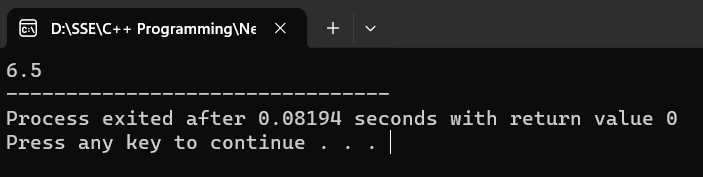 D:\SSE\C++ Programming\Ne
6.5
--------------------------------
Process exited after 0.08194 seconds with return value 0
Press any key to continue . . .